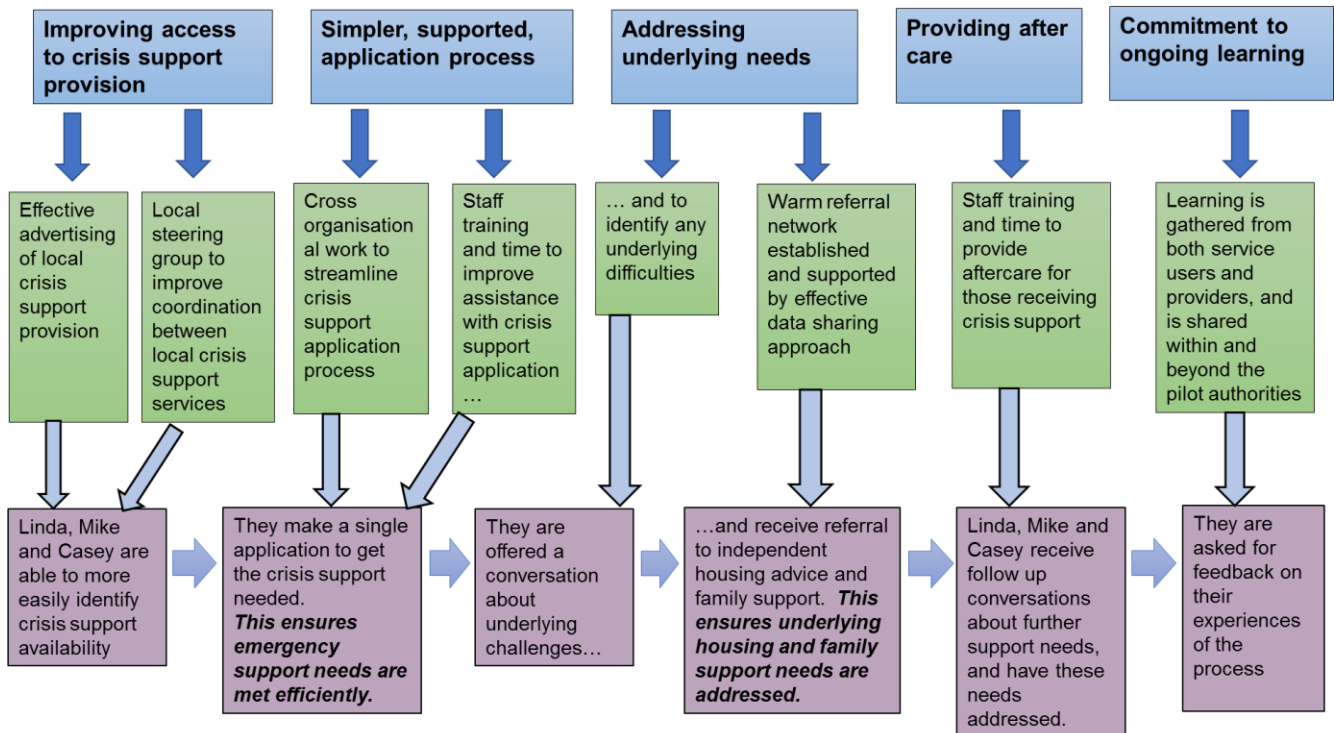 Improving access
to crisis support
provision
Simpler, supported,
application process
Addressing
underlying needs
Providing after
care
Commitment to
ongoing learning
Effective
advertising
of local
crisis
support
provision
Local
steering
group to
improve
coordination
between
local crisis
support
services
Cross
organisation
al work to
streamline
crisis
support
application
process
Staff
training
and time to
improve
assistance
with crisis
support
application
…
… and to
identify any
underlying
difficulties
Warm referral
network
established
and supported
by effective
data sharing
approach
Staff training
and time to
provide
aftercare for
those receiving
crisis support
Learning is
gathered from
both service
users and
providers, and
is shared
within and
beyond the
pilot authorities
Linda, Mike
and Casey are
able to more
easily identify
crisis support
availability
They make a single
application to get
the crisis support
needed.
This ensures
emergency
support needs are
met efficiently.
They are
offered a
conversation
about
underlying
challenges…
…and receive referral
to independent
housing advice and
family support. This
ensures underlying
housing and family
support needs are
addressed.
Linda, Mike and
Casey receive
follow up
conversations
about further
support needs,
and have these
needs
addressed.
They are
asked for
feedback on
their
experiences
of the
process